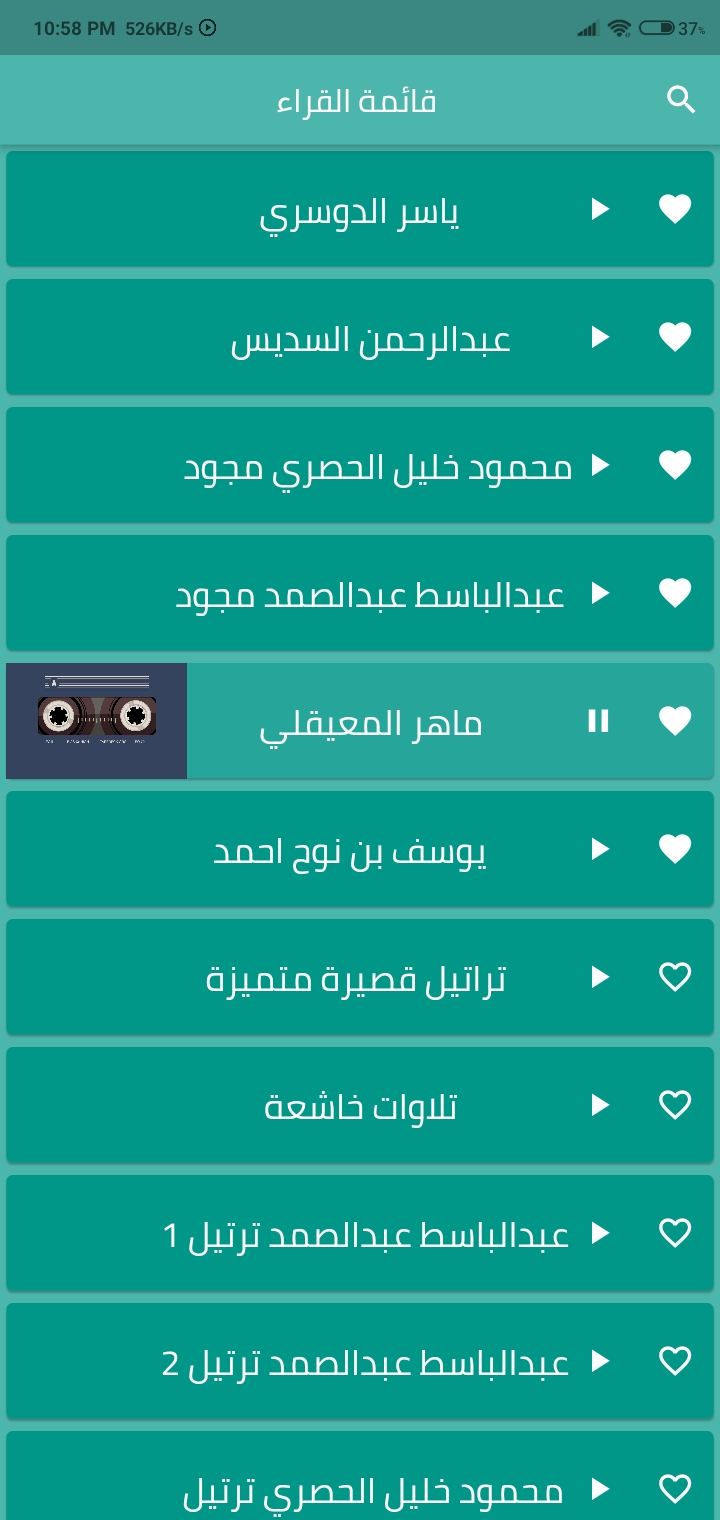 10:58 PM 526KB/s 37%
قائمة القراء
ياسر الدوسري
عبدالرحمن السديس
محمود خليل الحصري مجود
عبدالباسط عبدالصمد مجود
A
ماهر المعيقلي
يوسف بن نوح احمد
تراتيل قصيرة متميزة
تلاوات خاشعة
عبدالباسط عبدالصمد ترتيل 1
عبدالباسط عبدالصمد ترتيل 2
محمود خليل الحصري ترتيل